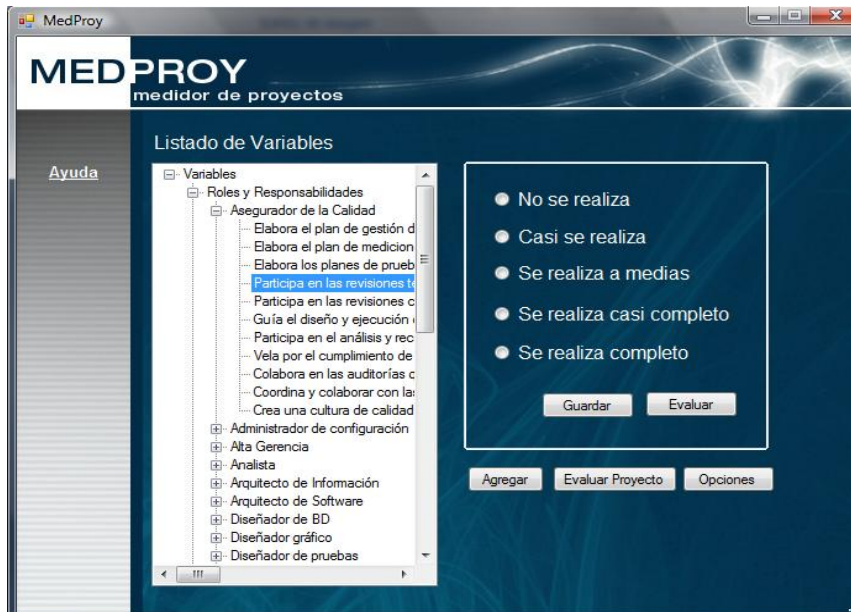 MedProy
MEDPROY
medidor de proyectos
Ayuda
Listado de Variables
Variables
Roles y Responsabilidades
Asegurador de la Calidad
Elabora el plan de gestión d
Elabora el plan de medicion
Elabora los planes de prueb
Participa en las revisiones té
Participa en las revisiones c
Guía el diseño y ejecución
Participa en el análisis y rec
Vela por el cumplimiento de
Colabora en las auditorías c
Coordina y colaborar con la
Crea una cultura de calidad
Administrador de configuración
Alta Gerencia
Analista
Arquitecto de Información
Arquitecto de Software
Diseñador de BD
Diseñador gráfico
Diseñador de pruebas
No se realiza
Casi se realiza
Se realiza a medias
Se realiza casi completo
Se realiza completo
Guardar
Evaluar
Agregar
Evaluar Proyecto
Opciones